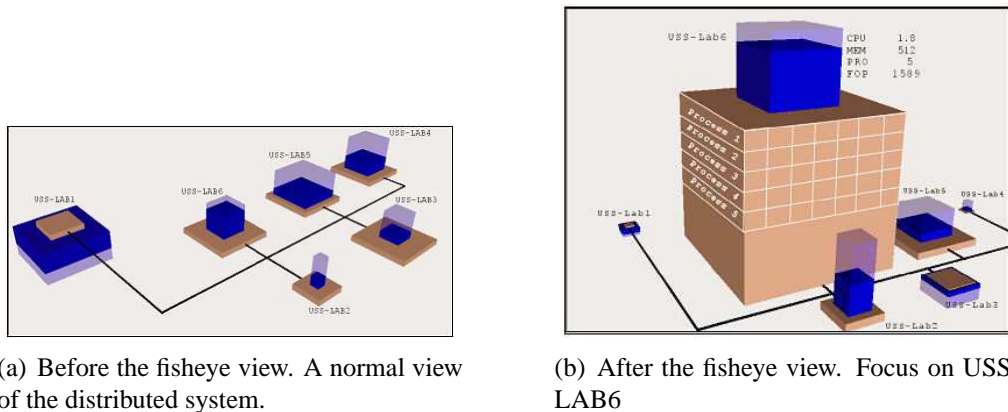 USS-LAB4
USS-LAB5
USS-LAB1
USS-LAB6
USS-LAB3
USS-LAB2
(a) Before the fisheye view. A normal view
of the distributed system.
USS-Lab6
CPU 1.8
MEM 512
PRO 5
FOP 1589
Process 1
Process 2
Process 3
Process 4
Process 5
USS-Lab1
USS-Lab5
USS-Lab4
USS-Lab3
USS-Lab2
(b) After the fisheye view. Focus on USS
LAB6